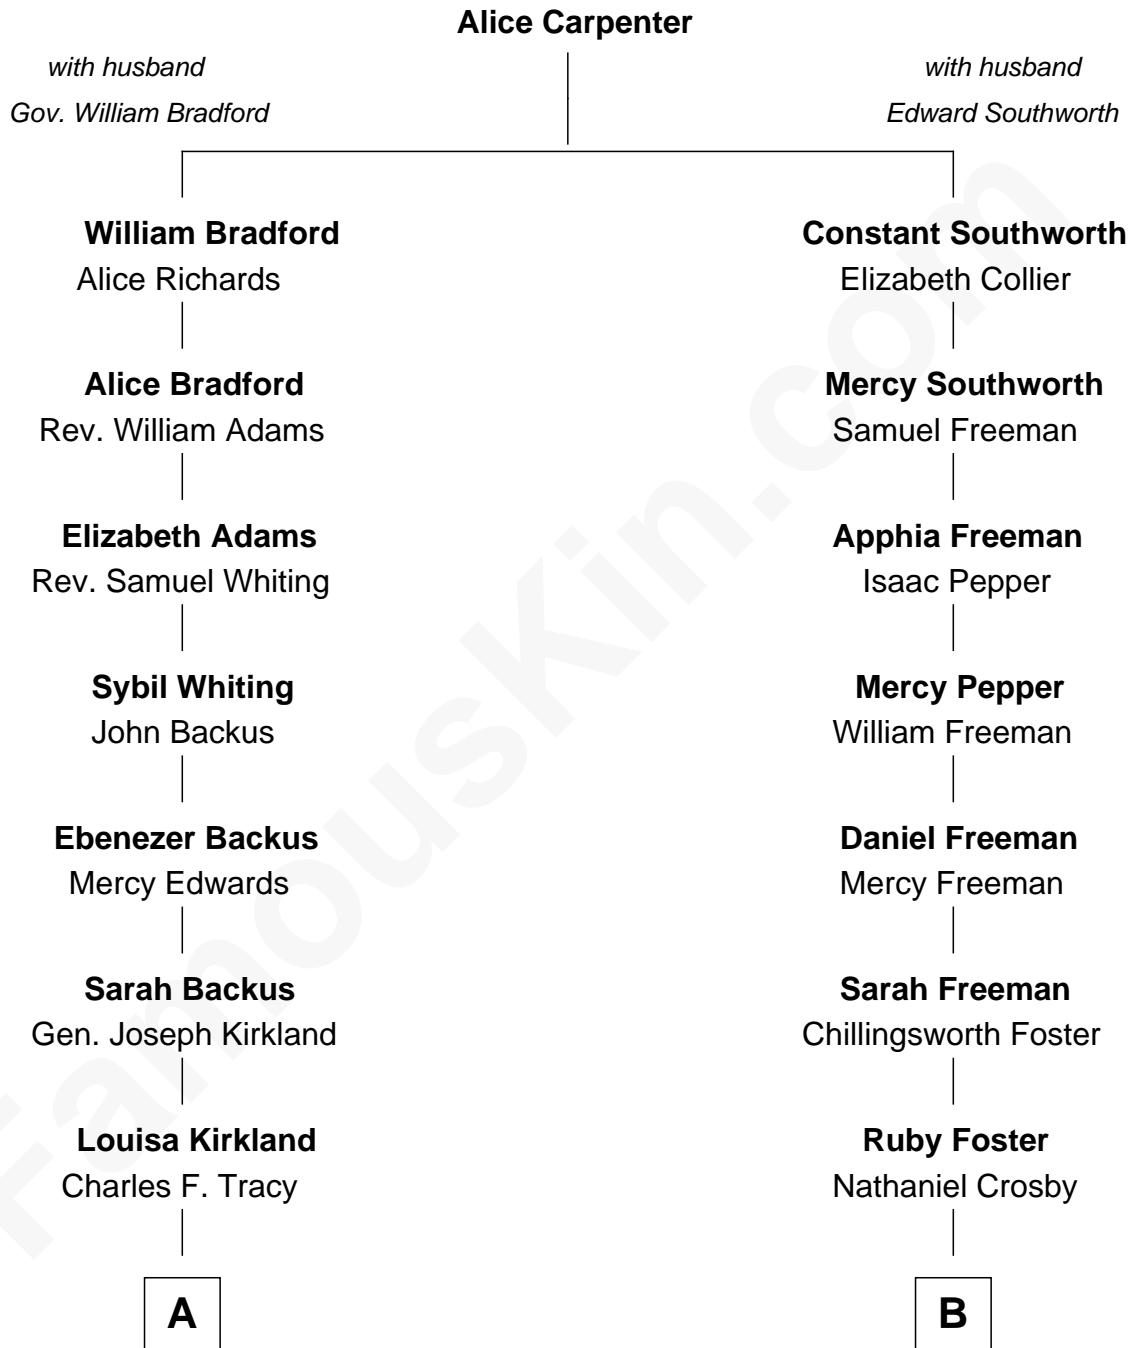 Alice Carpenter
with husband
Gov. William Bradford
with husband
Edward Southworth
William Bradford
Alice Richards
Alice Bradford
Rev. William Adams
Elizabeth Adams
Rev. Samuel Whiting
Sybil Whiting
John Backus
Ebenezer Backus
Mercy Edwards
Sarah Backus
Gen. Joseph Kirkland
Louisa Kirkland
Charles F. Tracy
A
Constant Southworth
Elizabeth Collier
Mercy Southworth
Samuel Freeman
Apphia Freeman
Isaac Pepper
Mercy Pepper
William Freeman
Daniel Freeman
Mercy Freeman
Sarah Freeman
Chillingsworth Foster
Ruby Foster
Nathaniel Crosby
B
FamousKin.com